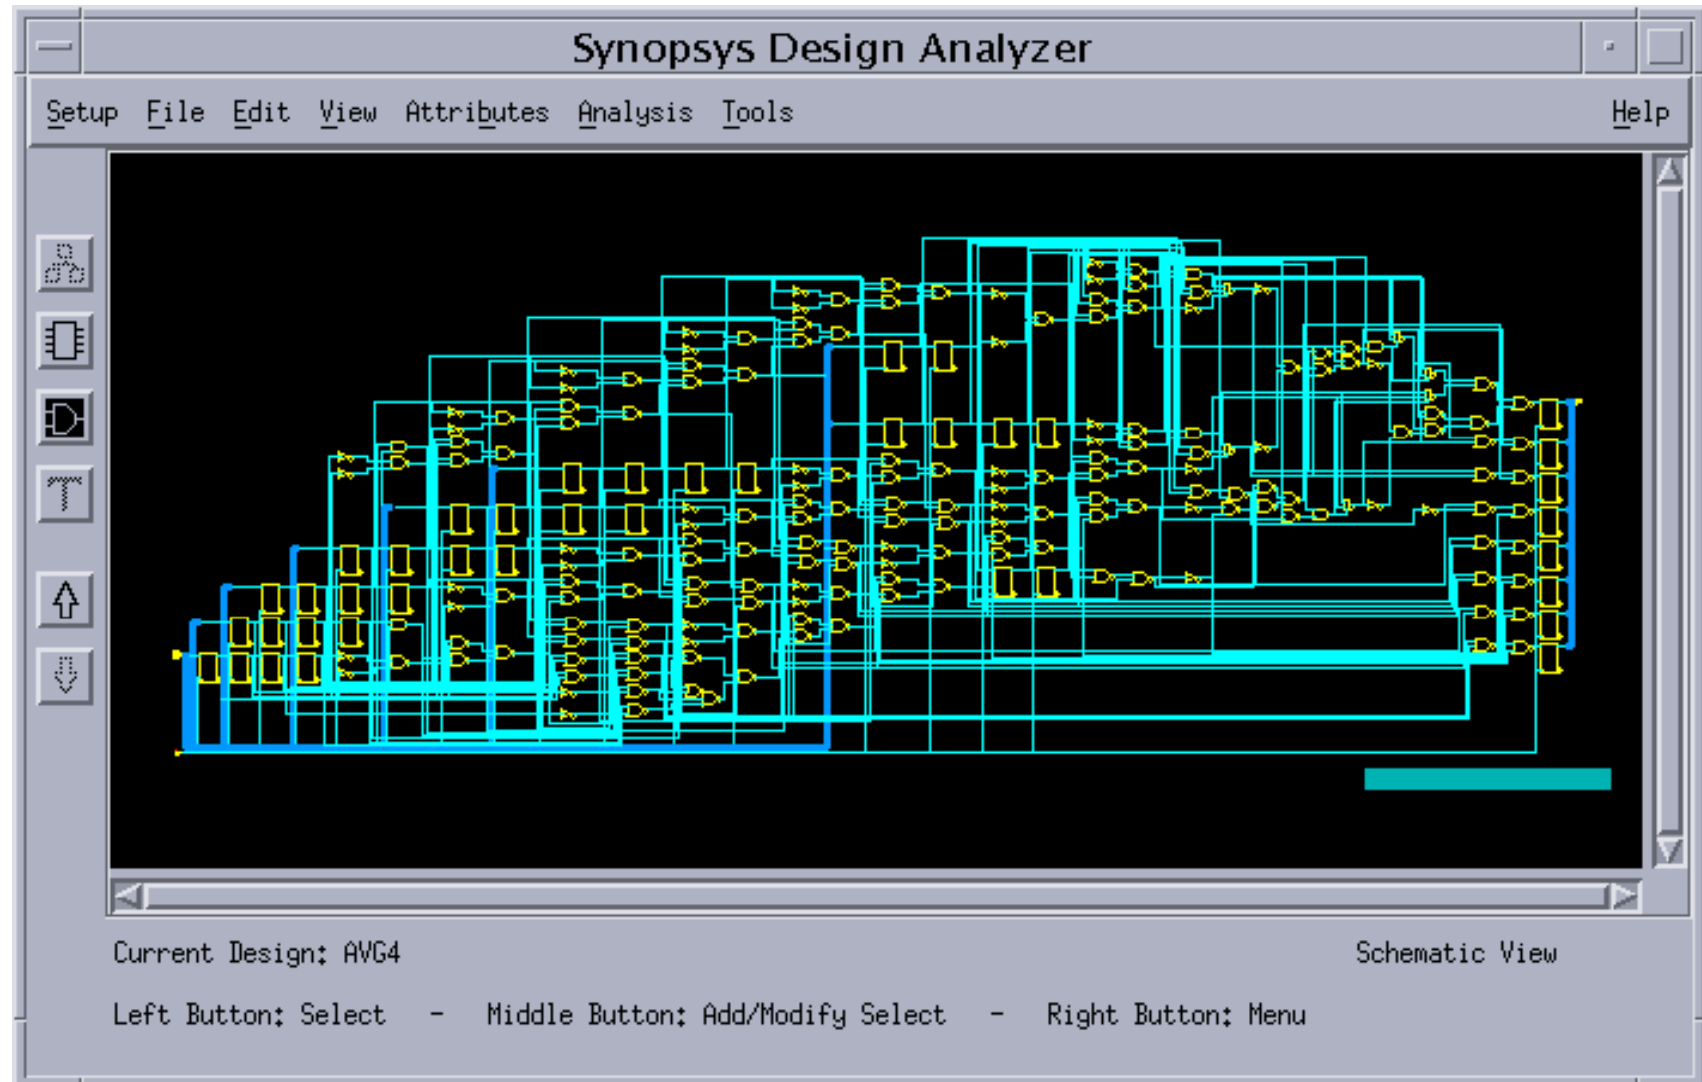 Synopsys Design Analyzer
Setup File Edit View Attributes Analysis Tools Help
Current Design: AVG4 Schematic View
Left Button: Select - Middle Button: Add/Modify Select - Right Button: Menu